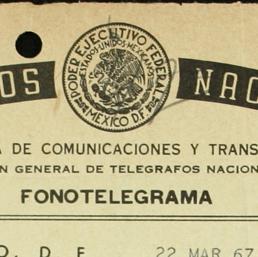 PODER EJECUTIVO FEDERAL
ESTADOS UNIDOS MEXICANOS
MEXICO D.F.
OS NAC
A DE COMUNICACIONES Y TRANS
N GENERAL DE TELEGRAFOS NACION
FONOTELEGRAMA
O. D. F. 22 MAR 67